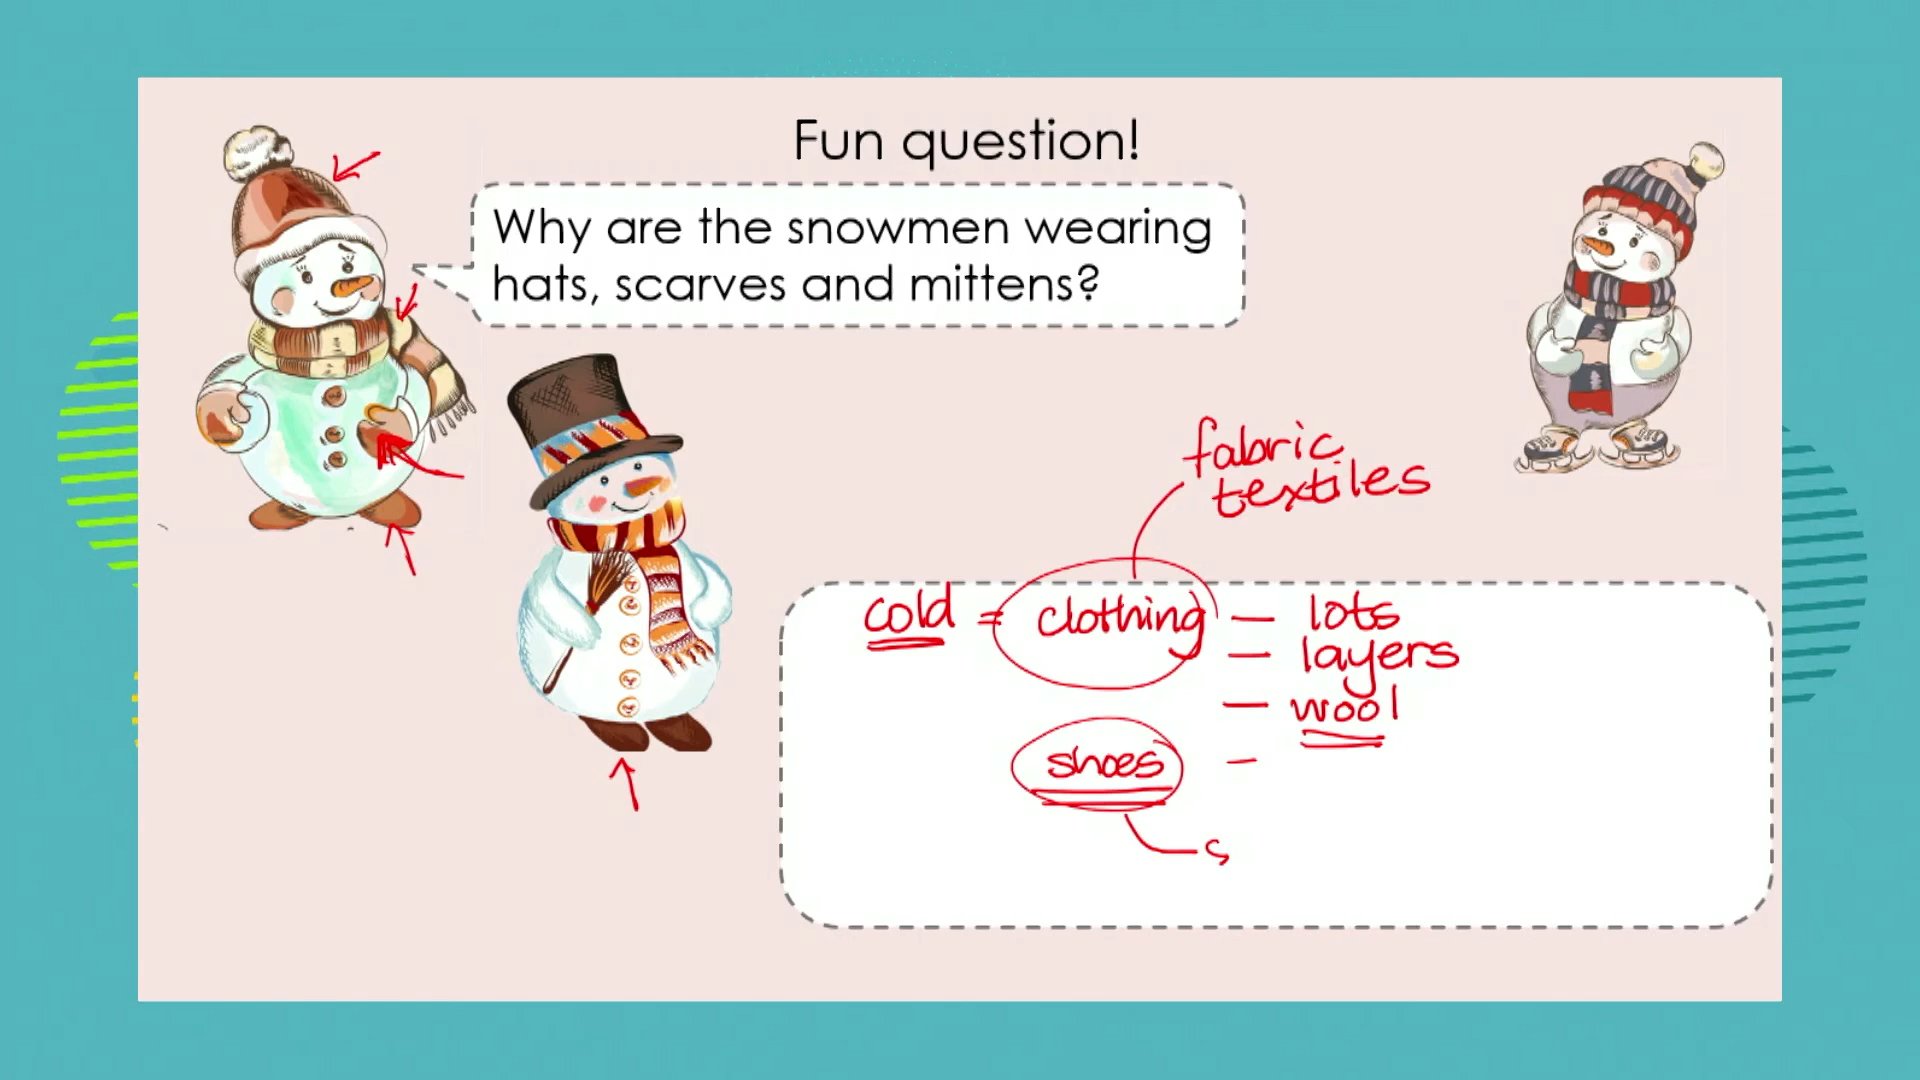 Fun question!
Why are the snowmen wearing
hats, scarves and mittens?
fabric
textiles
cold = clothing - lots
- layers
- wool
shoes -
s